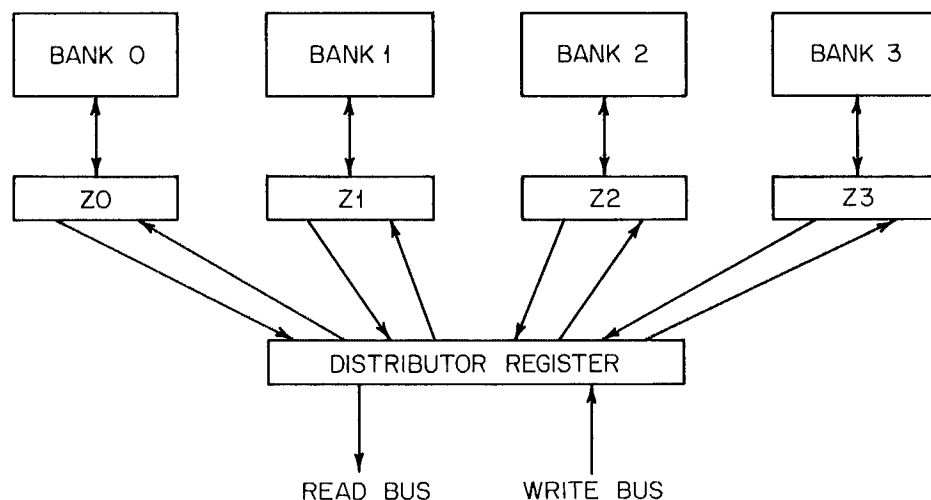 BANK 0 BANK 1 BANK 2 BANK 3
Z0 Z1 Z2 Z3
DISTRIBUTOR REGISTER
READ BUS WRITE BUS